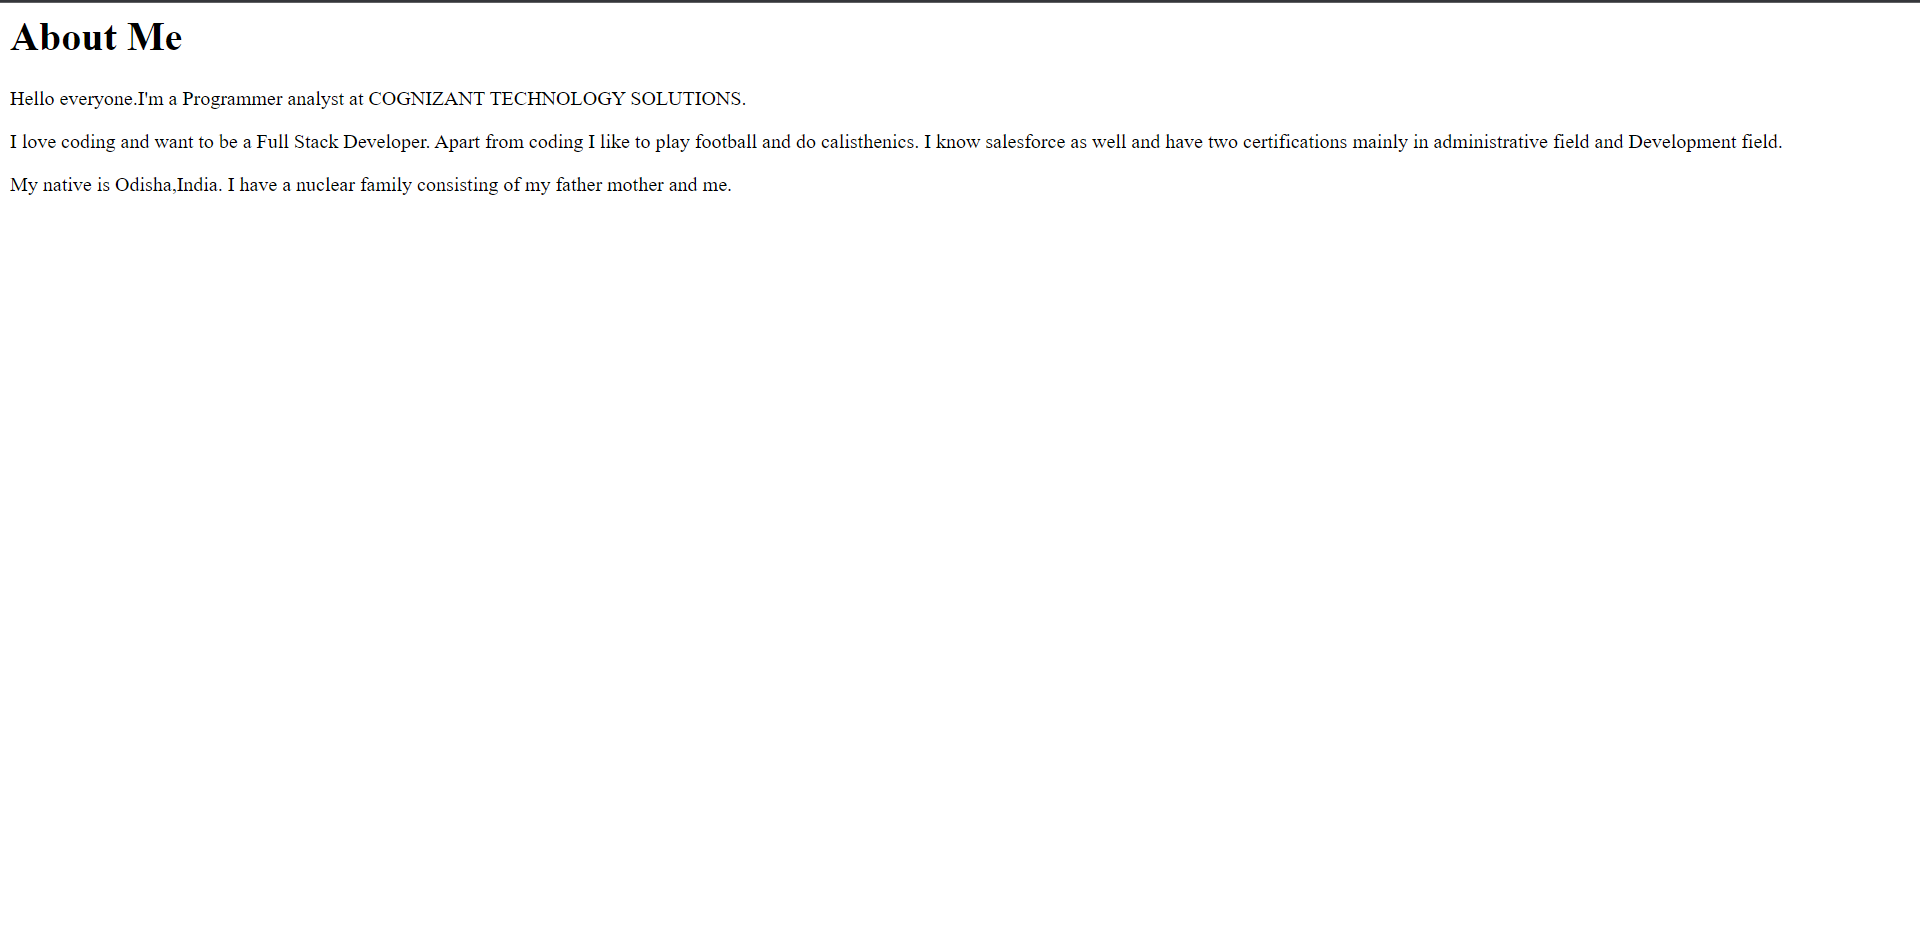 About Me
Hello everyone.I'm a Programmer analyst at COGNIZANT TECHNOLOGY SOLUTIONS.
I love coding and want to be a Full Stack Developer. Apart from coding I like to play football and do calisthenics. I know salesforce as well and have two certifications mainly in administrative field and Development field.
My native is Odisha,India. I have a nuclear family consisting of my father mother and me.